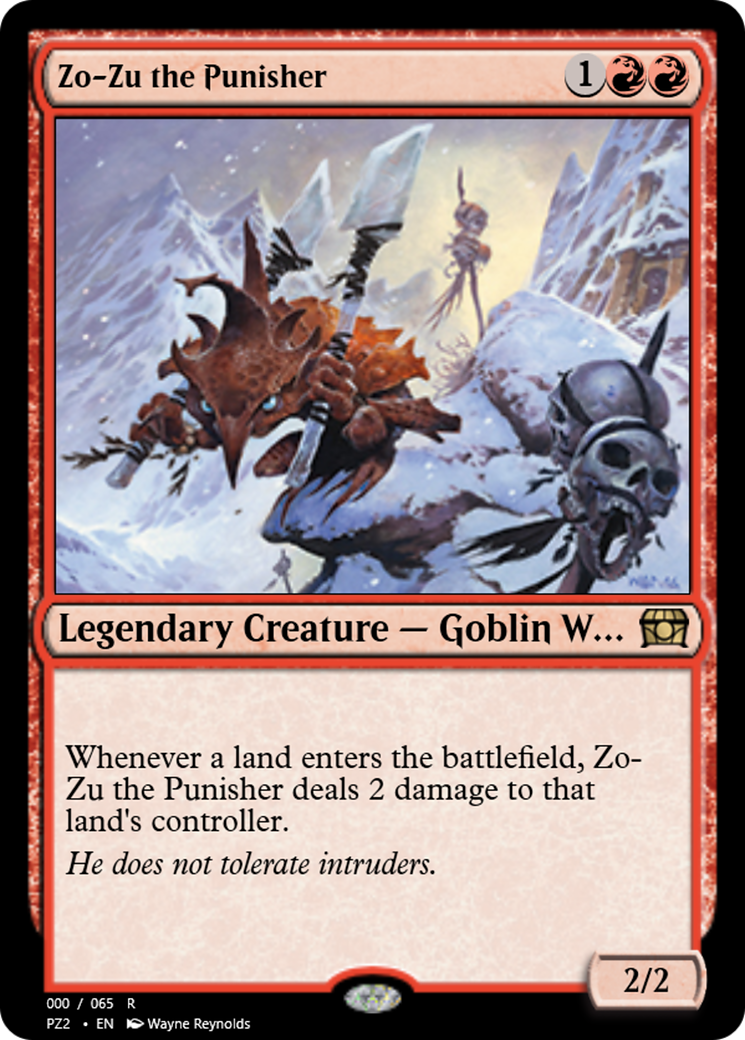 Zo-Zu the Punisher 1
Legendary Creature — Goblin W...
Whenever a land enters the battlefield, Zo-
Zu the Punisher deals 2 damage to that
land's controller.
He does not tolerate intruders.
2/2
000 / 065 R
PZ2 • EN Wayne Reynolds